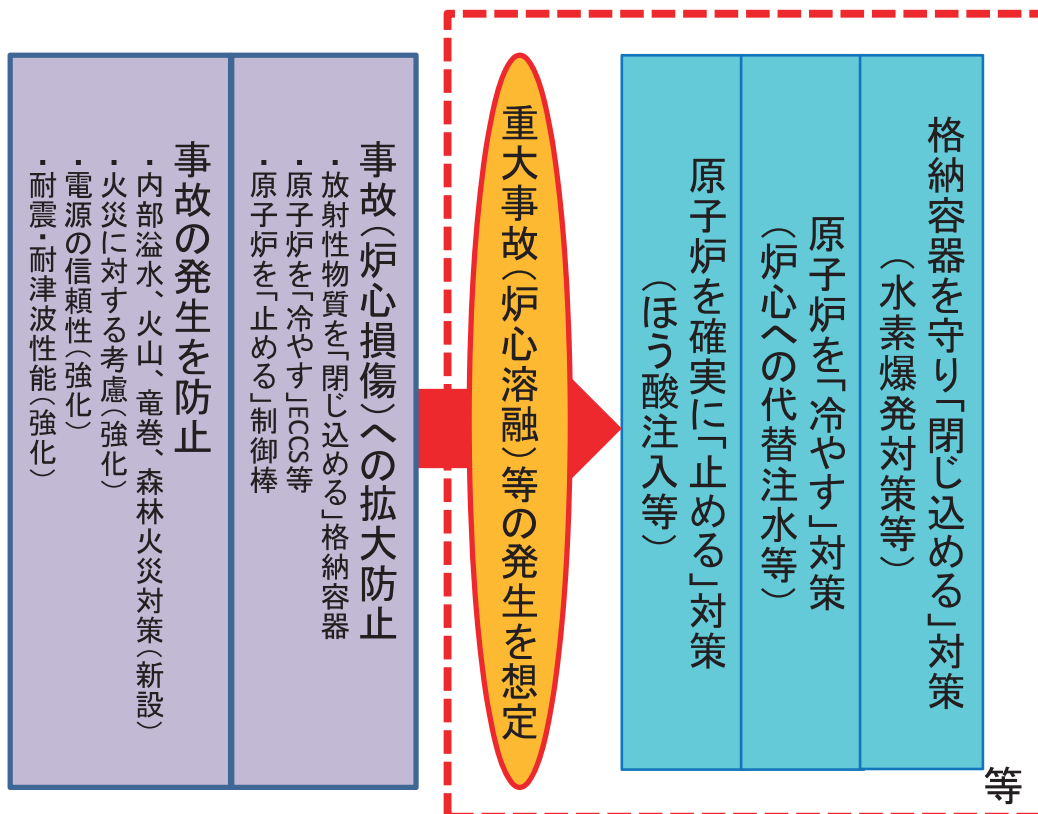 事故の発生を防止
・内部溢水、火山、竜巻、森林火災対策（新設）
・火災に対する考慮（強化）
・電源の信頼性（強化）
・耐震・耐津波性能（強化）
事故（炉心損傷）への拡大防止
・放射性物質を「閉じ込める」格納容器
・原子炉を「冷やす」ECCS等
・原子炉を「止める」制御棒
重大事故（炉心溶融）等の発生を想定
原子炉を確実に「止める」対策
（ほう酸注入等）
原子炉を「冷やす」対策
（炉心への代替注水等）
格納容器を守り「閉じ込める」対策
（水素爆発対策等）
等